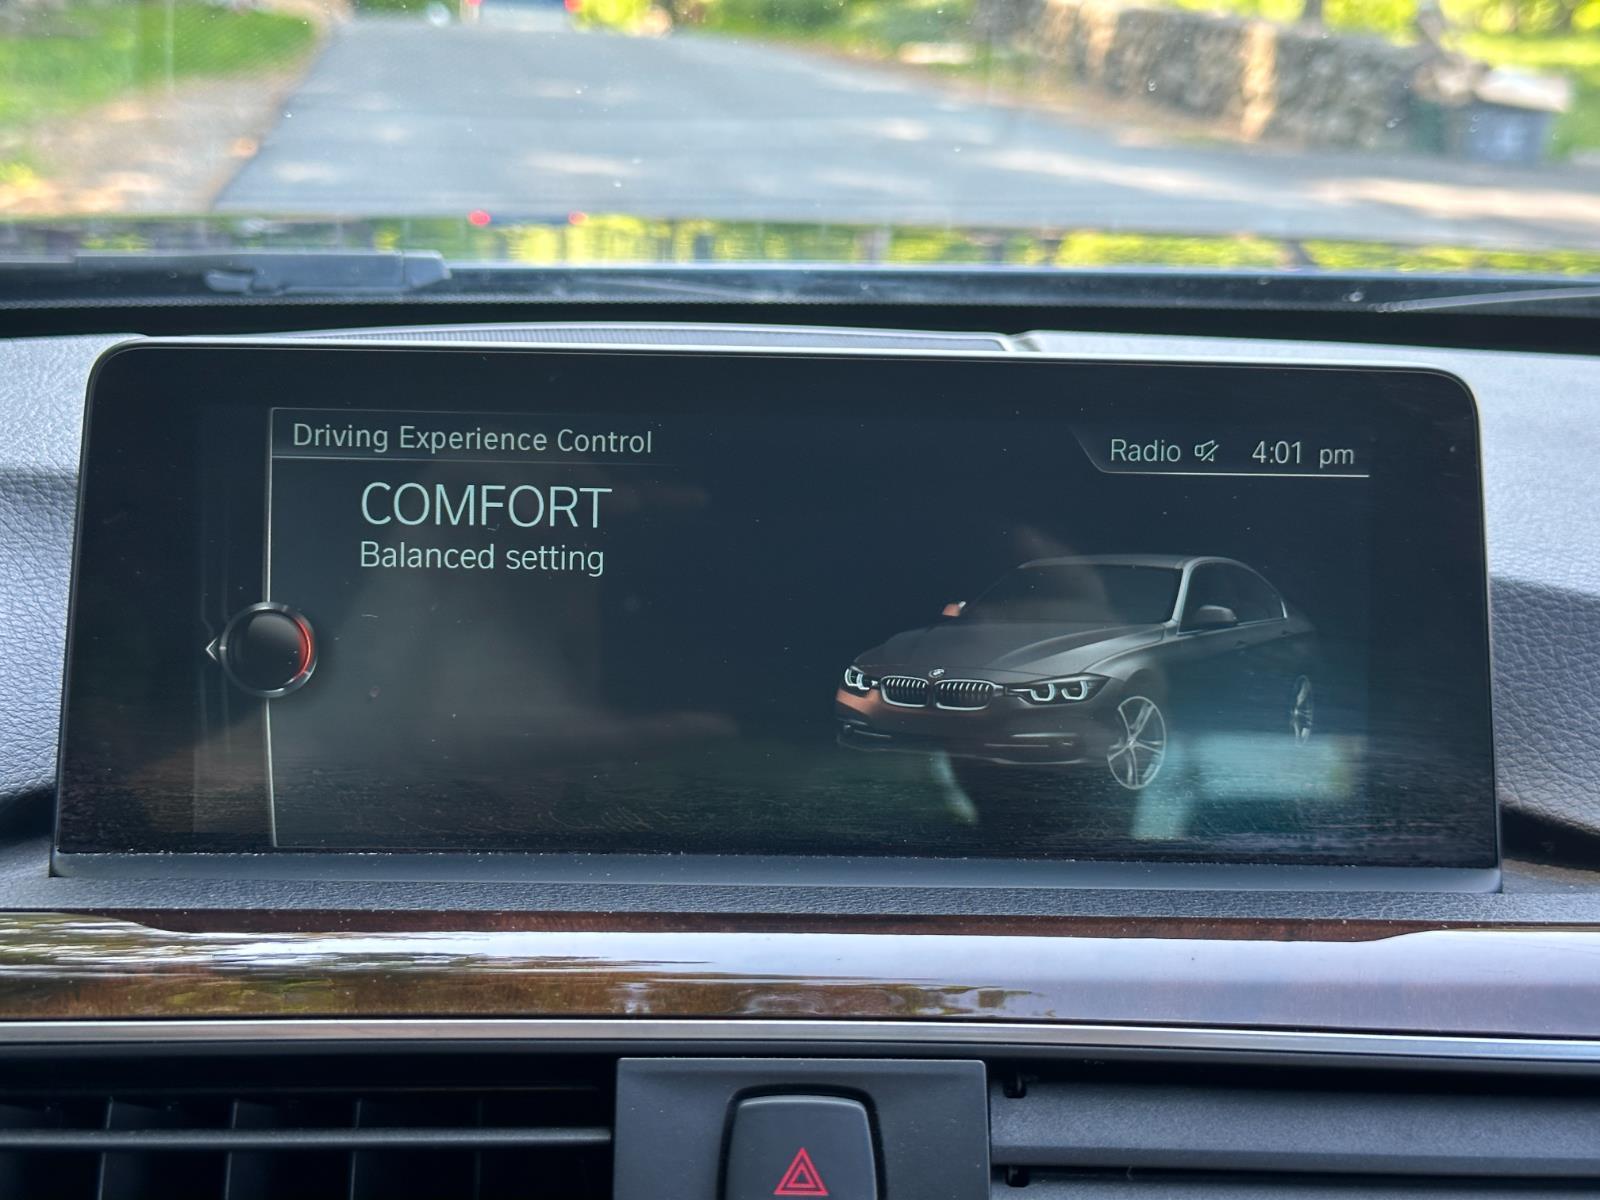 Driving Experience Control
Radio 4:01 pm
COMFORT
Balanced setting